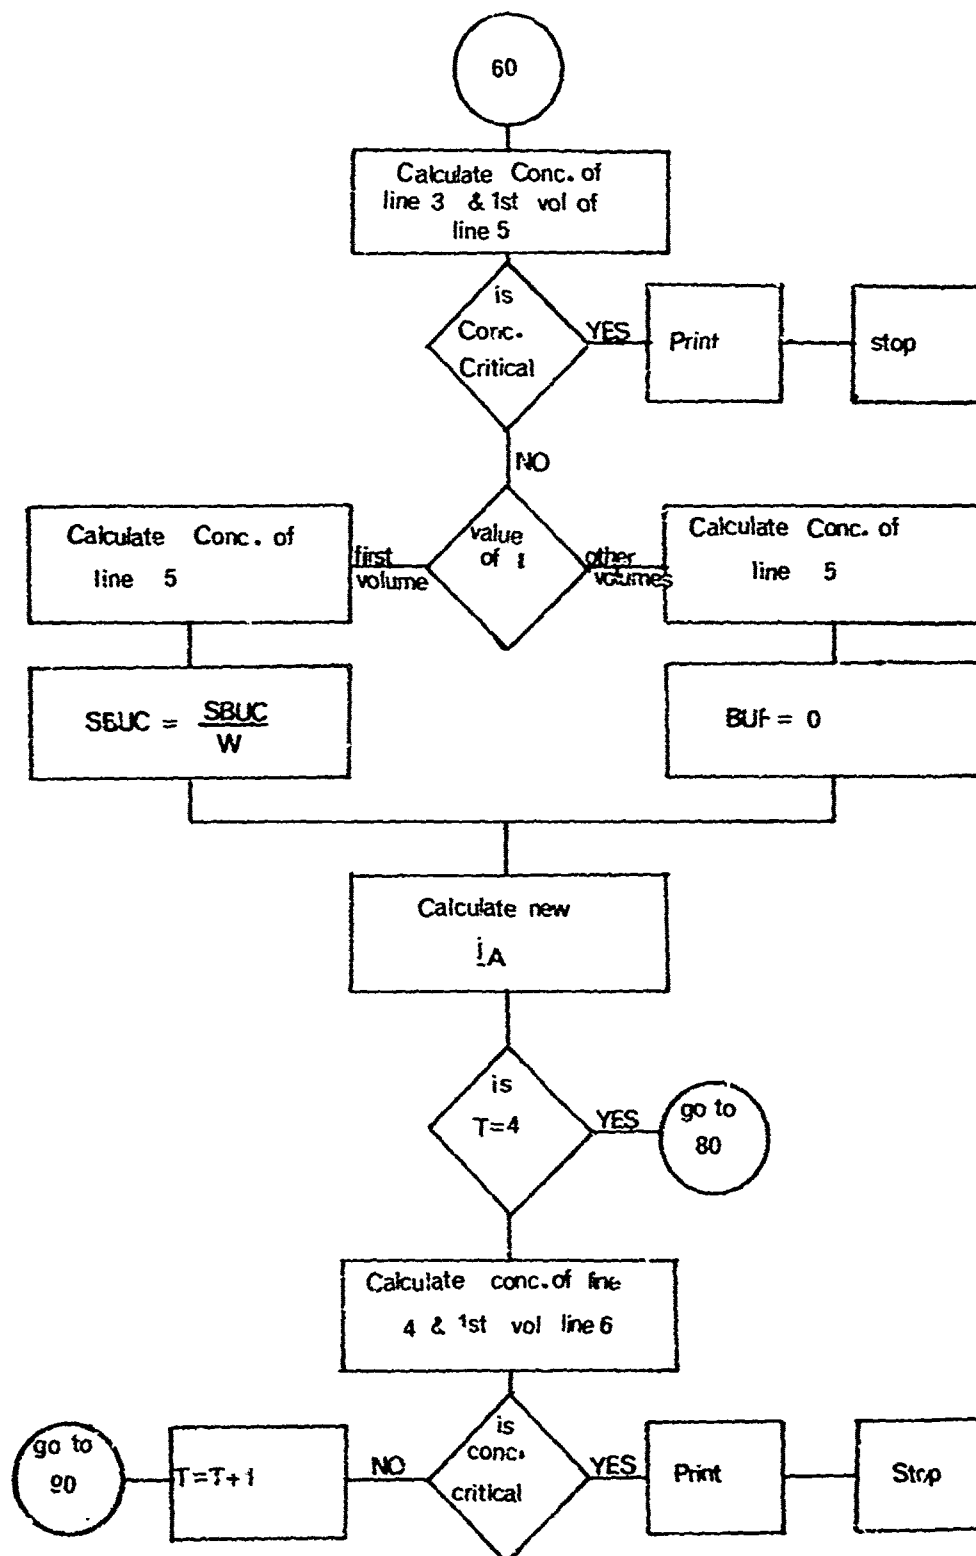 60
Calculate Conc. of
line 3 & 1st vol of
line 5
is
Conc.
Critical
YES
Print
stop
NO
Calculate Conc. of
line 5
first
volume
value
of I
other
volumes
Calculate Conc. of
line 5
SBUC = SBUC
W
BUF = 0
Calculate new
i A
is
T=4
YES
go to
80
Calculate conc. of line
4 & 1st vol line 6
go to
90
T=T+1
NO
is
conc.
critical
YES
Print
Stop